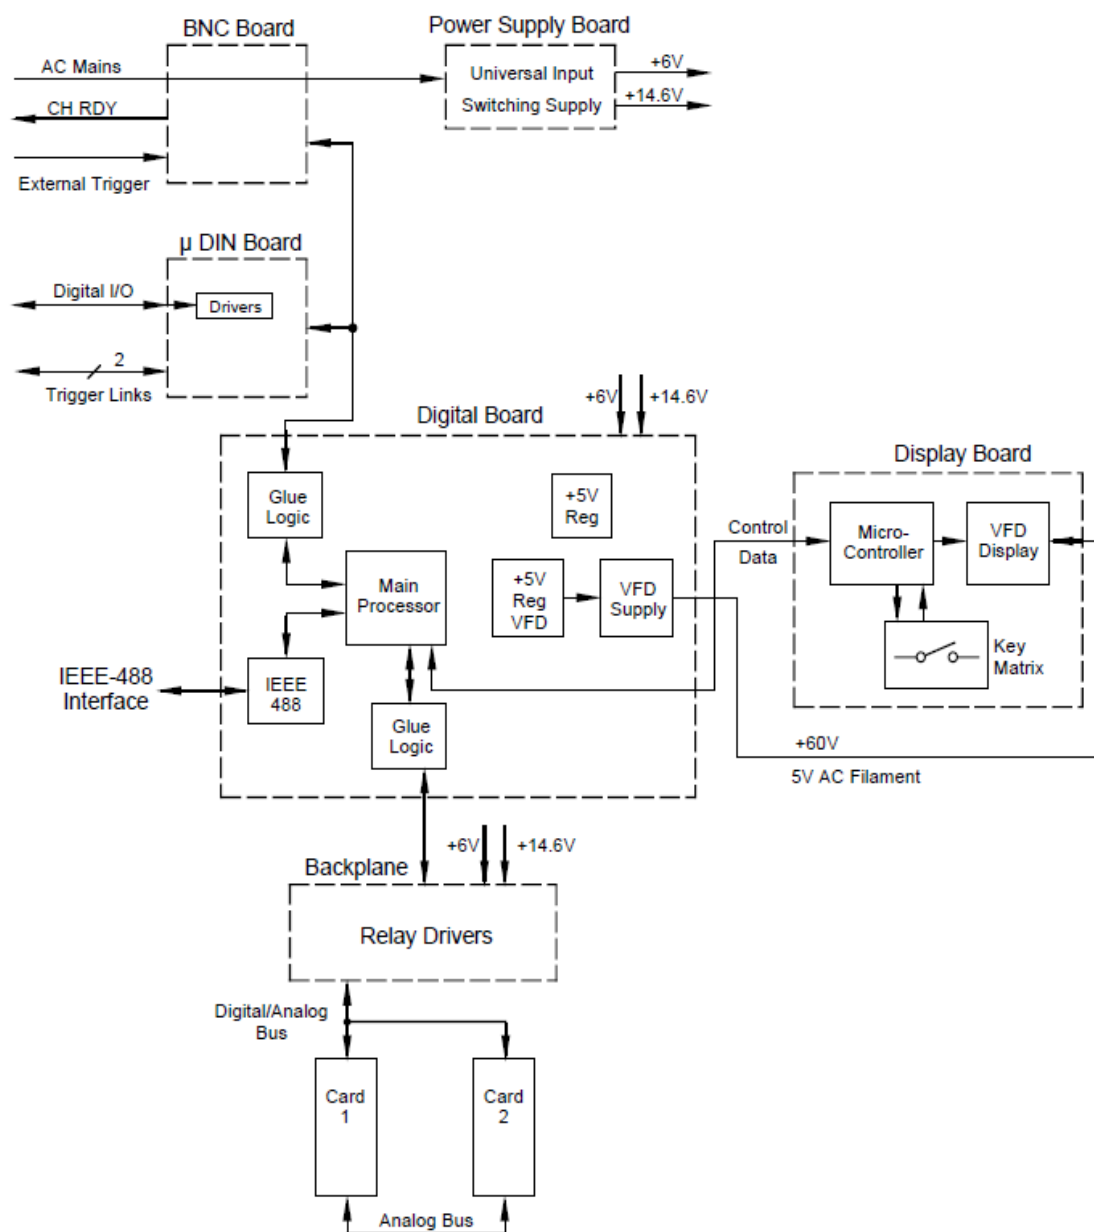 BNC Board
Power Supply Board
AC Mains
Universal Input
+6V
CH RDY
Switching Supply
+14.6V
External Trigger
μ DIN Board
Digital I/O
Drivers
2
Trigger Links
+6V
+14.6V
Digital Board
Display Board
Glue
Logic
+5V
Reg
Control
Data
Micro-
Controller
VFD
Display
Main
Processor
+5V
Reg
VFD
VFD
Supply
Key
Matrix
IEEE-488
Interface
IEEE
488
Glue
Logic
+60V
5V AC Filament
+6V
+14.6V
Backplane
Relay Drivers
Digital/Analog
Bus
Card
1
Card
2
Analog Bus